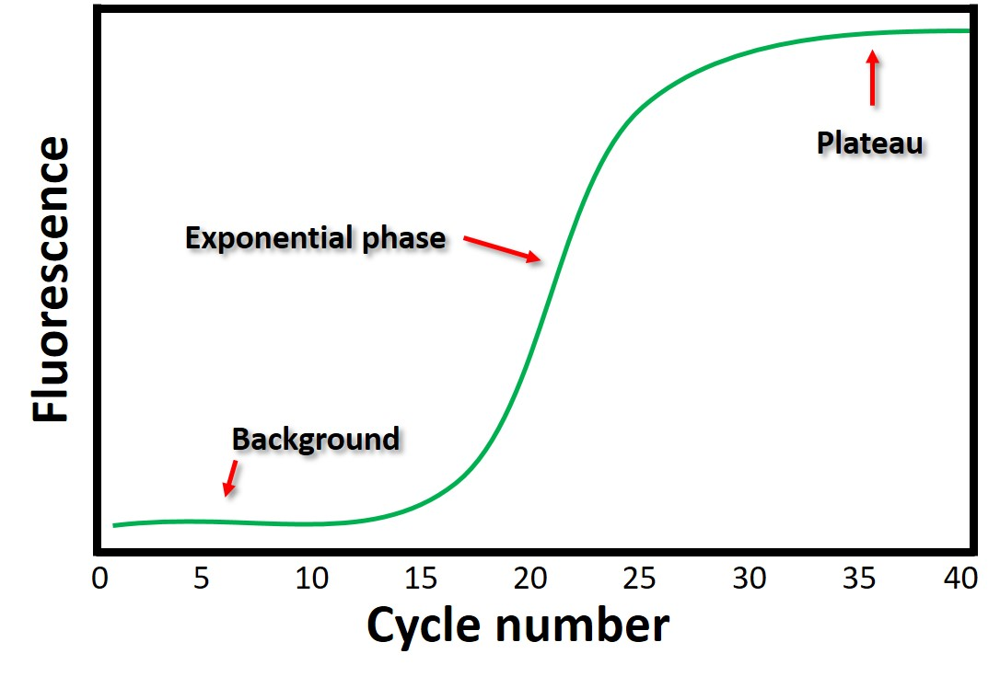 Plateau
Exponential phase
Background
Fluorescence
0 5 10 15 20 25 30 35 40
Cycle number